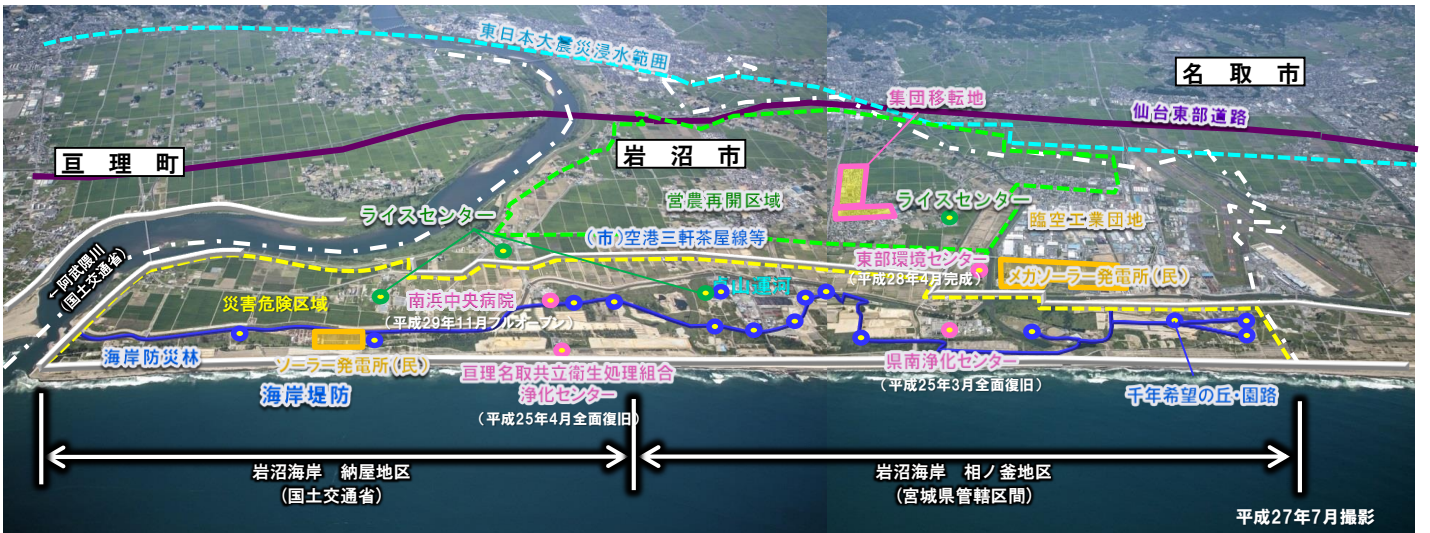 東日本大震災浸水範囲
名取市
集団移転地
仙台東部道路
亘理町
岩沼市
営農再開区域
ライスセンター
ライスセンター
臨空工業団地
(市)空港三軒茶屋線等
東部環境センター
(平成28年4月完成)
メガソーラー発電所(民)
←阿武隈川
(国土交通省)
災害危険区域
南浜中央病院
(平成29年11月フルオープン)
山運河
海岸防災林
ソーラー発電所(民)
海岸堤防
亘理名取共立衛生処理組合
浄化センター
(平成25年4月全面復旧)
県南浄化センター
(平成25年3月全面復旧)
千年希望の丘・園路
岩沼海岸 納屋地区
(国土交通省)
岩沼海岸 相ノ釜地区
(宮城県管轄区間)
平成27年7月撮影